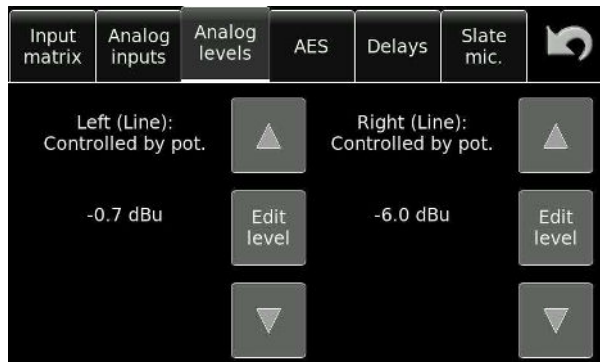 Input
matrix
Analog
inputs
Analog
levels
AES
Delays
Slate
mic.
Left (Line):
Controlled by pot.
Right (Line):
Controlled by pot.
-0.7 dBu
Edit
level
-6.0 dBu
Edit
level